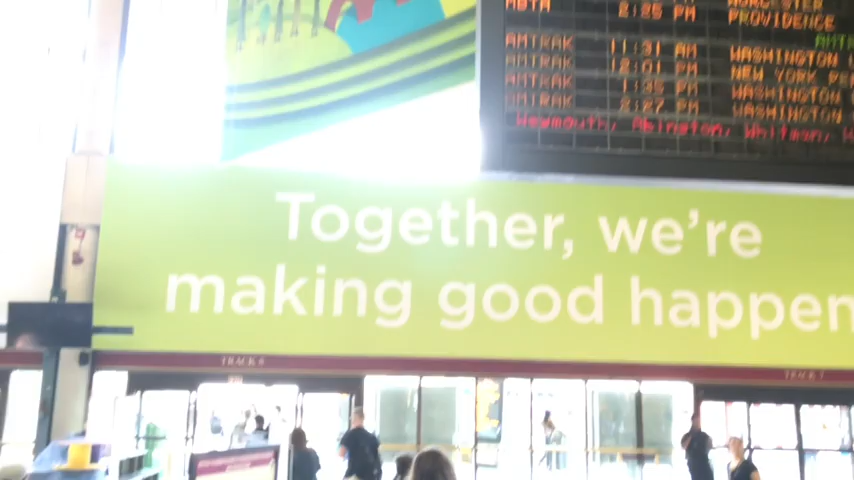 WORCESTER
MBTA 2:25 PM PROVIDENCE
AMTRAK 11:31 AM WASHINGTON
AMTRAK 12:01 PM NEW YORK
AMTRAK 1:35 PM WASHINGTON
AMTRAK 2:27 PM WASHINGTON
Weymouth, Abington, Whitman,
Together, we're
making good happen
TRACK
TRACK 7